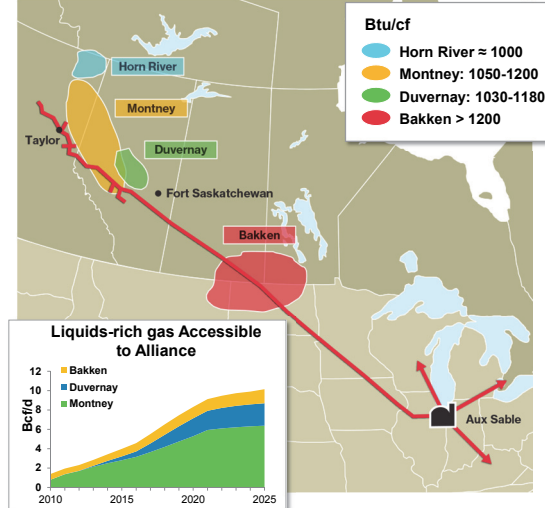 Btu/cf
Horn River ≈ 1000
Montney: 1050-1200
Duvernay: 1030-1180
Bakken > 1200
Horn River
Montney
Taylor
Duvernay
Fort Saskatchewan
Bakken
Aux Sable
Liquids-rich gas Accessible
to Alliance
Bcf/d
12
10
8
6
4
2
0
Bakken
Duvernay
Montney
2010
2015
2020
2025